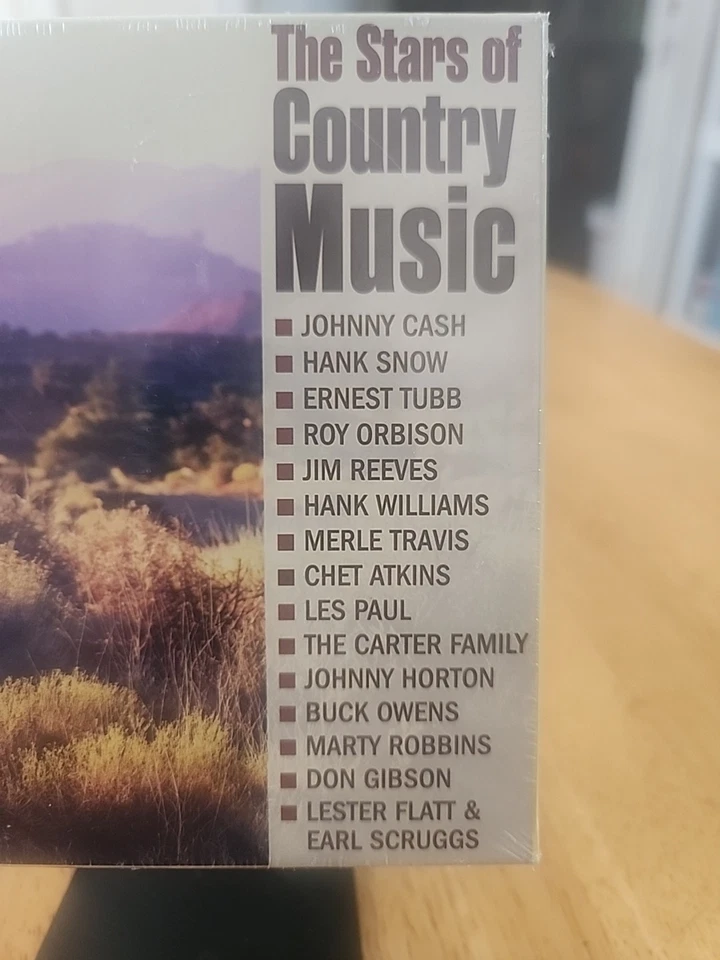 The Stars of
Country
Music
■ JOHNNY CASH
■ HANK SNOW
■ ERNEST TUBB
■ ROY ORBISON
■ JIM REEVES
■ HANK WILLIAMS
■ MERLE TRAVIS
■ CHET ATKINS
■ LES PAUL
■ THE CARTER FAMILY
■ JOHNNY HORTON
■ BUCK OWENS
■ MARTY ROBBINS
■ DON GIBSON
■ LESTER FLATT &
EARL SCRUGGS